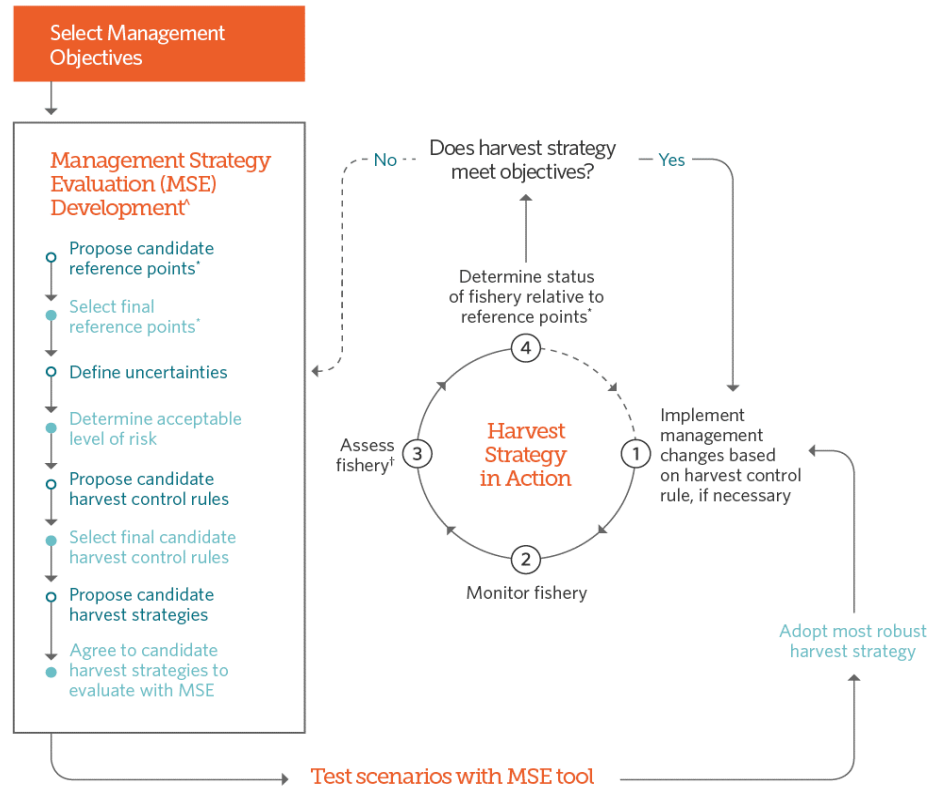 Select Management
Objectives
Management Strategy
Evaluation (MSE)
Development^
Propose candidate
reference points*
Select final
reference points*
Define uncertainties
Determine acceptable
level of risk
Propose candidate
harvest control rules
Select final candidate
harvest control rules
Propose candidate
harvest strategies
Agree to candidate
harvest strategies to
evaluate with MSE
Test scenarios with MSE tool
Adopt most robust
harvest strategy
No
Does harvest strategy
meet objectives?
Yes
Determine status
of fishery relative to
reference points*
4
Harvest
Strategy
in Action
1
Implement
management
changes based
on harvest control
rule, if necessary
2
Monitor fishery
3
Assess
fishery†